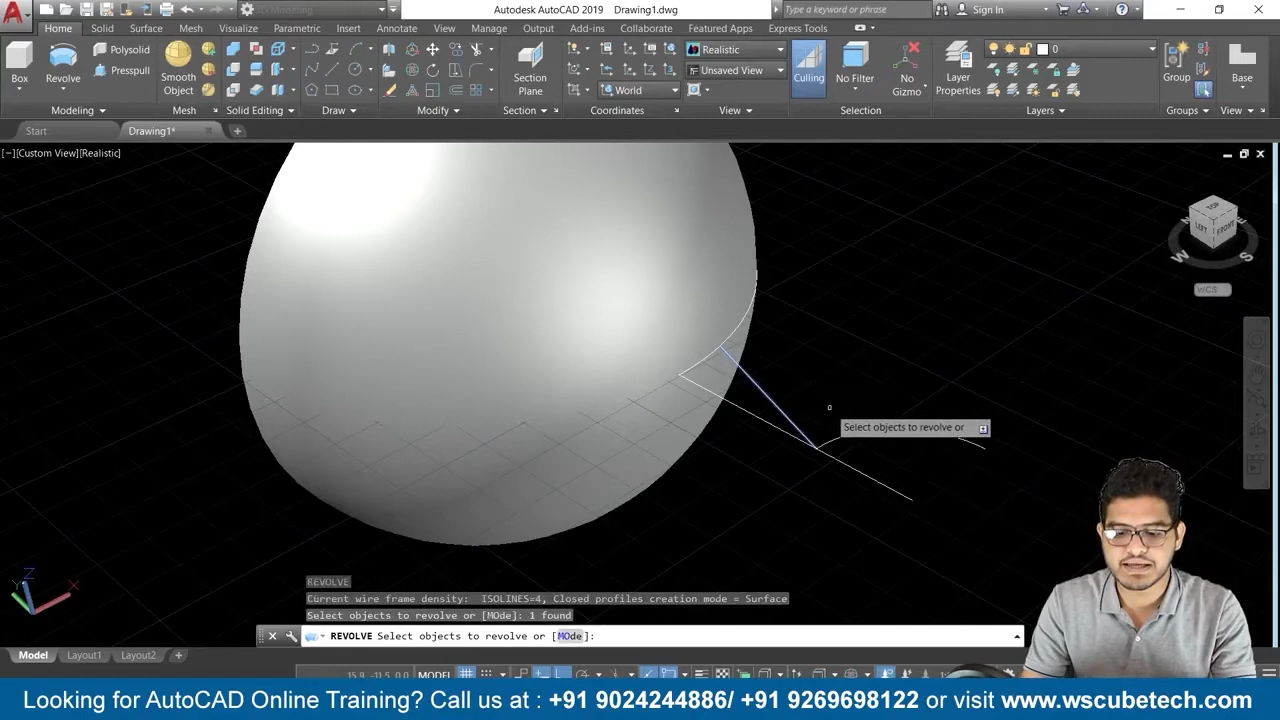 Autodesk AutoCAD 2019 Drawing1.dwg
Type a keyword or phrase
Sign In
Home Solid Surface Mesh Visualize Parametric Insert Annotate View Manage Output Add-ins Collaborate Featured Apps Express Tools
Box
Revolve
Polysolid
Presspull
Smooth
Object
Section
Plane
World
Realistic
Unsaved View
Culling
No Filter
No
Gizmo
Layer
Properties
0
Group
Base
Modeling Mesh Solid Editing Draw Modify Section Coordinates View Selection Layers Groups View
Start Drawing1*
[−][Custom View][Realistic]
TOP
LEFT FRONT
W S
WCS
Select objects to revolve or
Z
Y X
REVOLVE
Current wire frame density: ISOLINES=4, Closed profiles creation mode = Surface
Select objects to revolve or [MOde]: 1 found
REVOLVE Select objects to revolve or [MOde]:
Model Layout1 Layout2
MODEL
Looking for AutoCAD Online Training? Call us at : +91 9024244886/ +91 9269698122 or visit www.wscubetech.com